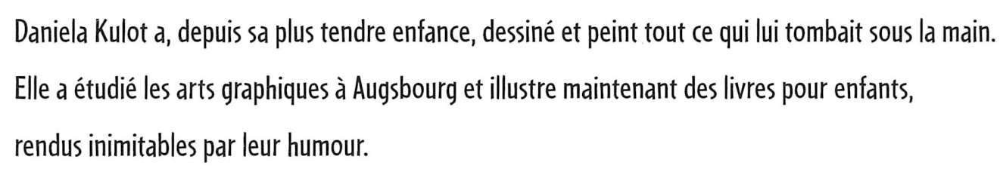 Daniela Kulot a, depuis sa plus tendre enfance, dessiné et peint tout ce qui lui tombait sous la main.
Elle a étudié les arts graphiques à Augsbourg et illustre maintenant des livres pour enfants,
rendus inimitables par leur humour.